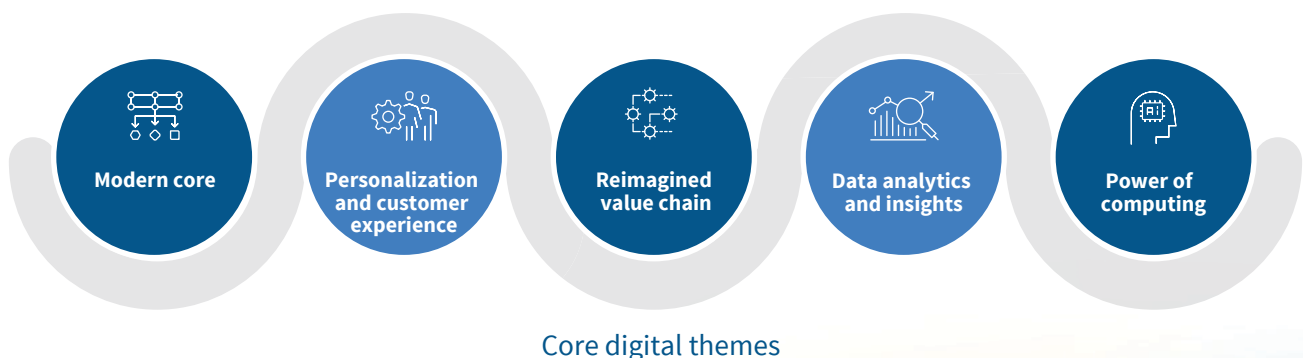 Modern core
Personalization
and customer
experience
Reimagined
value chain
Data analytics
and insights
Ai
Power of
computing
Core digital themes